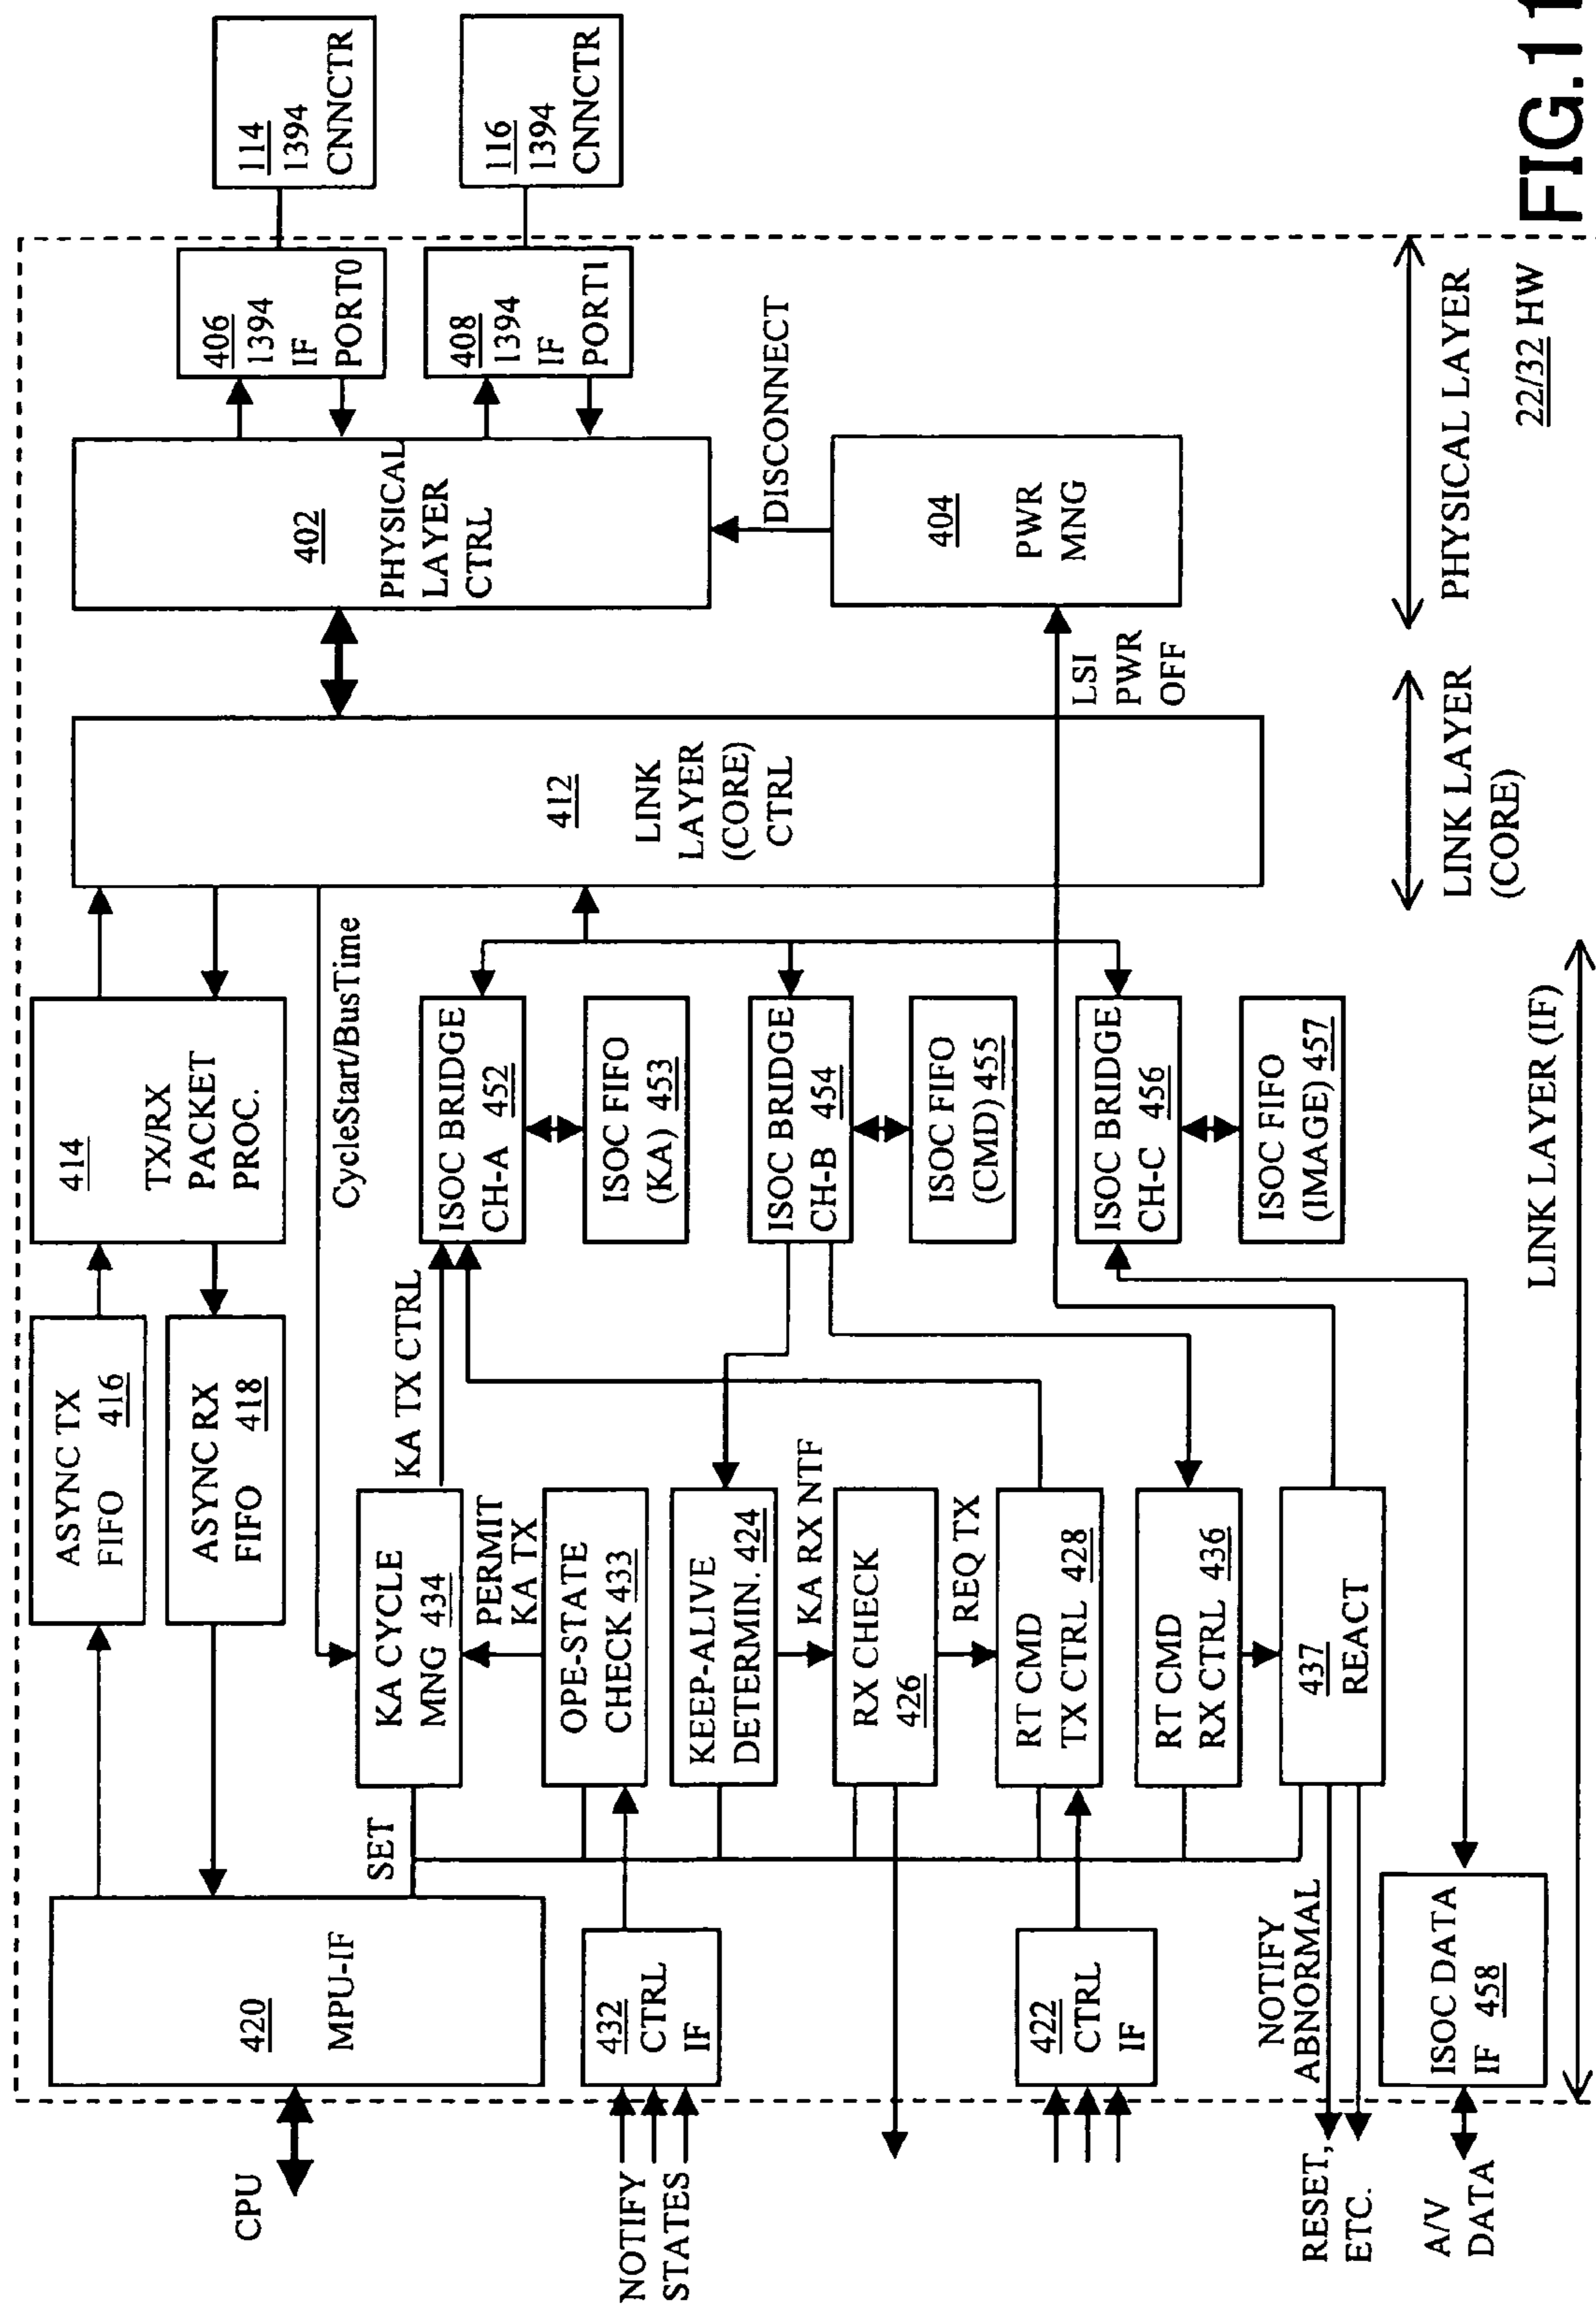 CPU
420
MPU-IF
ASYNC TX
FIFO 416
ASYNC RX
FIFO 418
414
TX/RX
PACKET
PROC.
412
LINK
LAYER
(CORE)
CTRL
402
PHYSICAL
LAYER
CTRL
406
1394
IF
PORT0
114
1394
CNNCTR
408
1394
IF
PORT1
116
1394
CNNCTR
DISCONNECT
404
PWR
MNG
LSI
PWR
OFF
CycleStart/BusTime
SET
KA CYCLE
MNG 434
KA TX CTRL
PERMIT
KA TX
NOTIFY
STATES
432
CTRL
IF
OPE-STATE
CHECK 433
KEEP-ALIVE
DETERMIN. 424
KA RX NTF
RX CHECK
426
REQ TX
422
CTRL
IF
RT CMD
TX CTRL 428
RT CMD
RX CTRL 436
437
REACT
NOTIFY
ABNORMAL
RESET,
ETC.
A/V
DATA
ISOC DATA
IF 458
ISOC BRIDGE
CH-A 452
ISOC FIFO
(KA) 453
ISOC BRIDGE
CH-B 454
ISOC FIFO
(CMD) 455
ISOC BRIDGE
CH-C 456
ISOC FIFO
(IMAGE) 457
LINK LAYER (IF)
LINK LAYER
(CORE)
PHYSICAL LAYER
22/32 HW
FIG.11